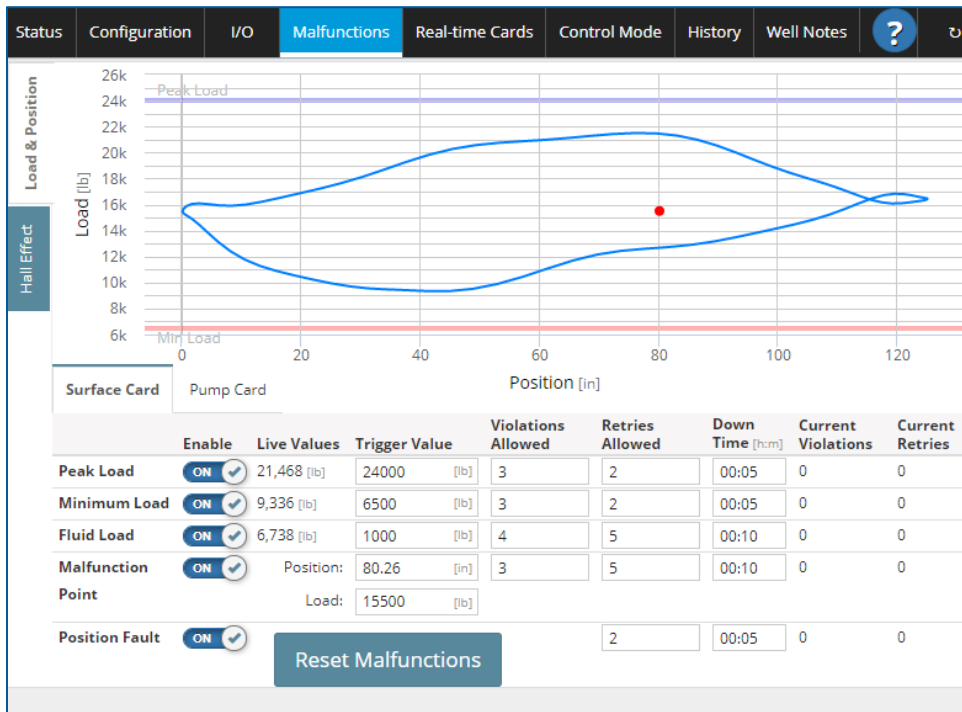 Status Configuration I/O Malfunctions Real-time Cards Control Mode History Well Notes ?
Load & Position
Hall Effect
Load [lb]
26k
24k
22k
20k
18k
16k
14k
12k
10k
8k
6k
Peak Load
Min Load
0 20 40 60 80 100 120
Position [in]
Surface Card Pump Card
Enable Live Values Trigger Value Violations Allowed Retries Allowed Down Time [h:m] Current Violations Current Retries
Peak Load ON 21,468 [lb] 24000 [lb] 3 2 00:05 0 0
Minimum Load ON 9,336 [lb] 6500 [lb] 3 2 00:05 0 0
Fluid Load ON 6,738 [lb] 1000 [lb] 4 5 00:10 0 0
Malfunction Point ON Position: 80.26 [in] 3 5 00:10 0 0
Load: 15500 [lb]
Position Fault ON 2 00:05 0 0
Reset Malfunctions